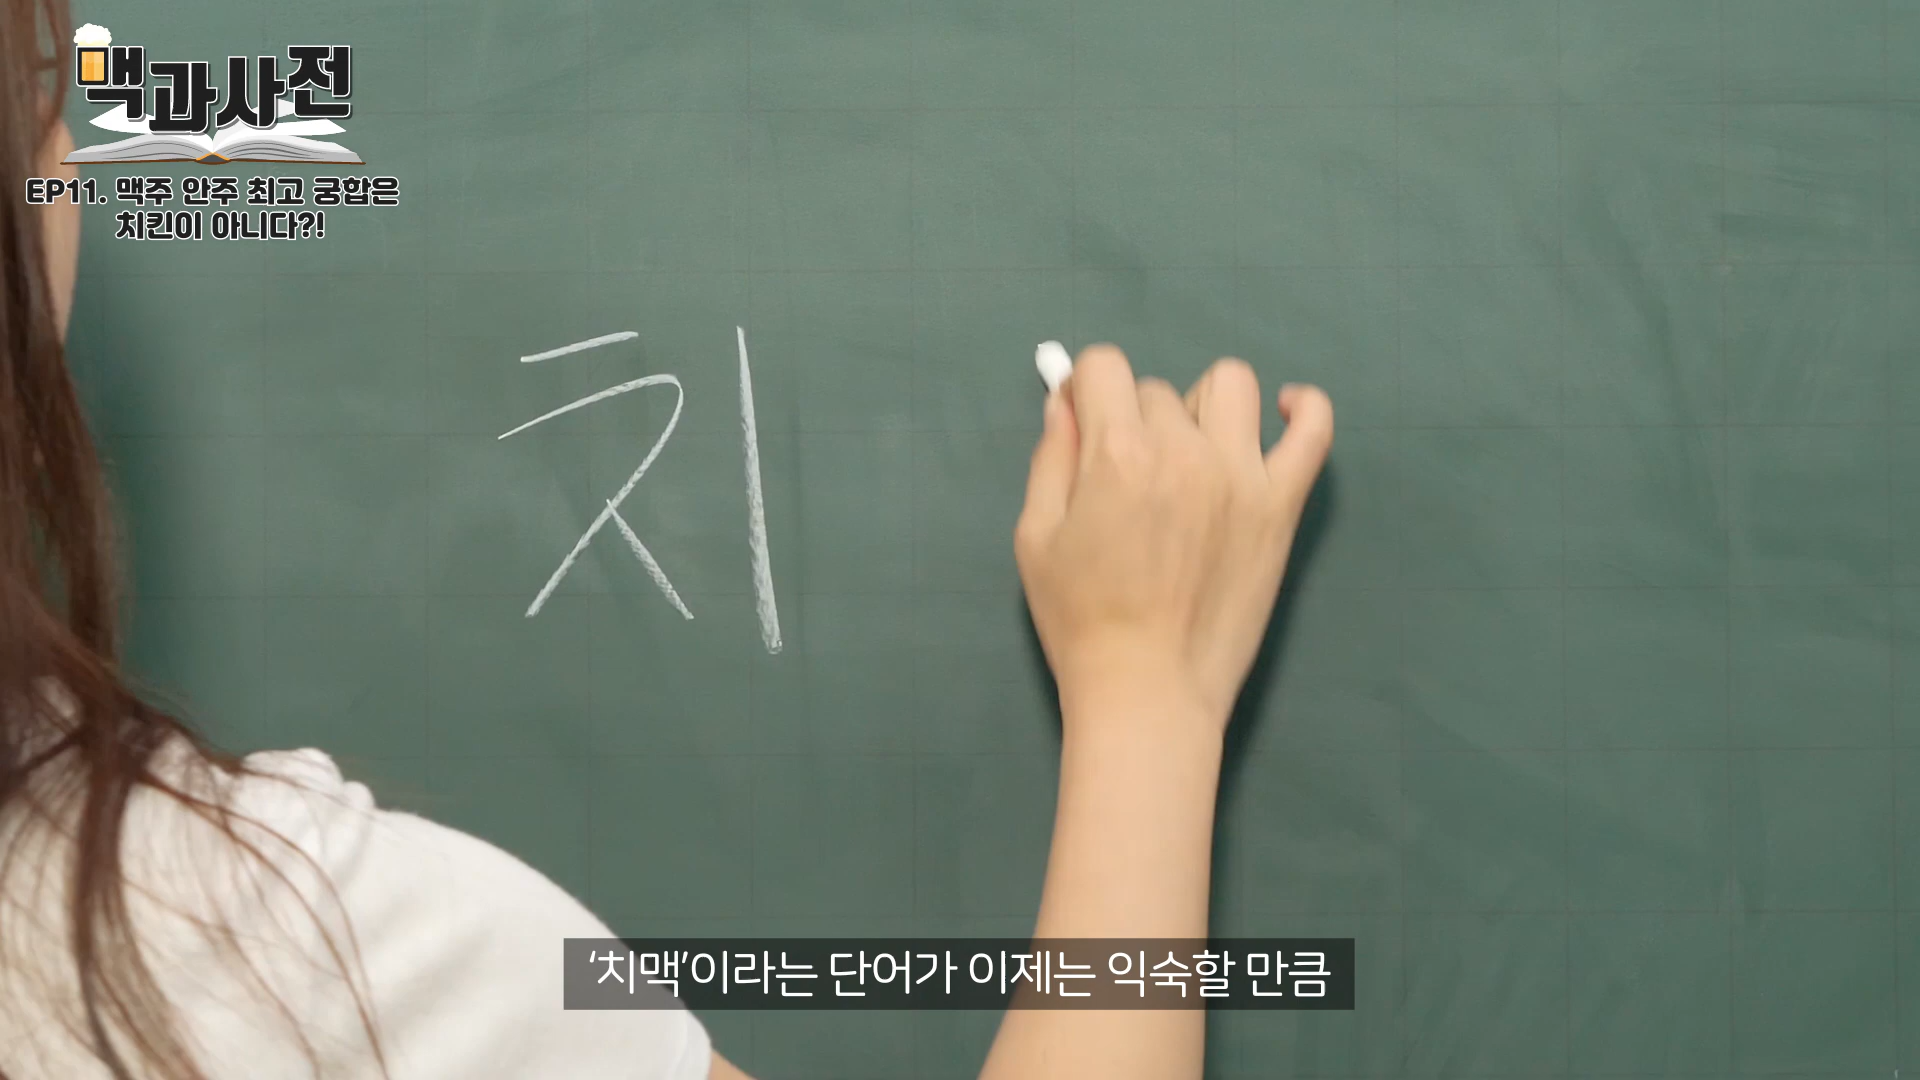 맥과사전
EP11. 맥주 안주 최고 궁합은
치킨이 아니다?!
치
‘치맥’이라는 단어가 이제는 익숙할 만큼